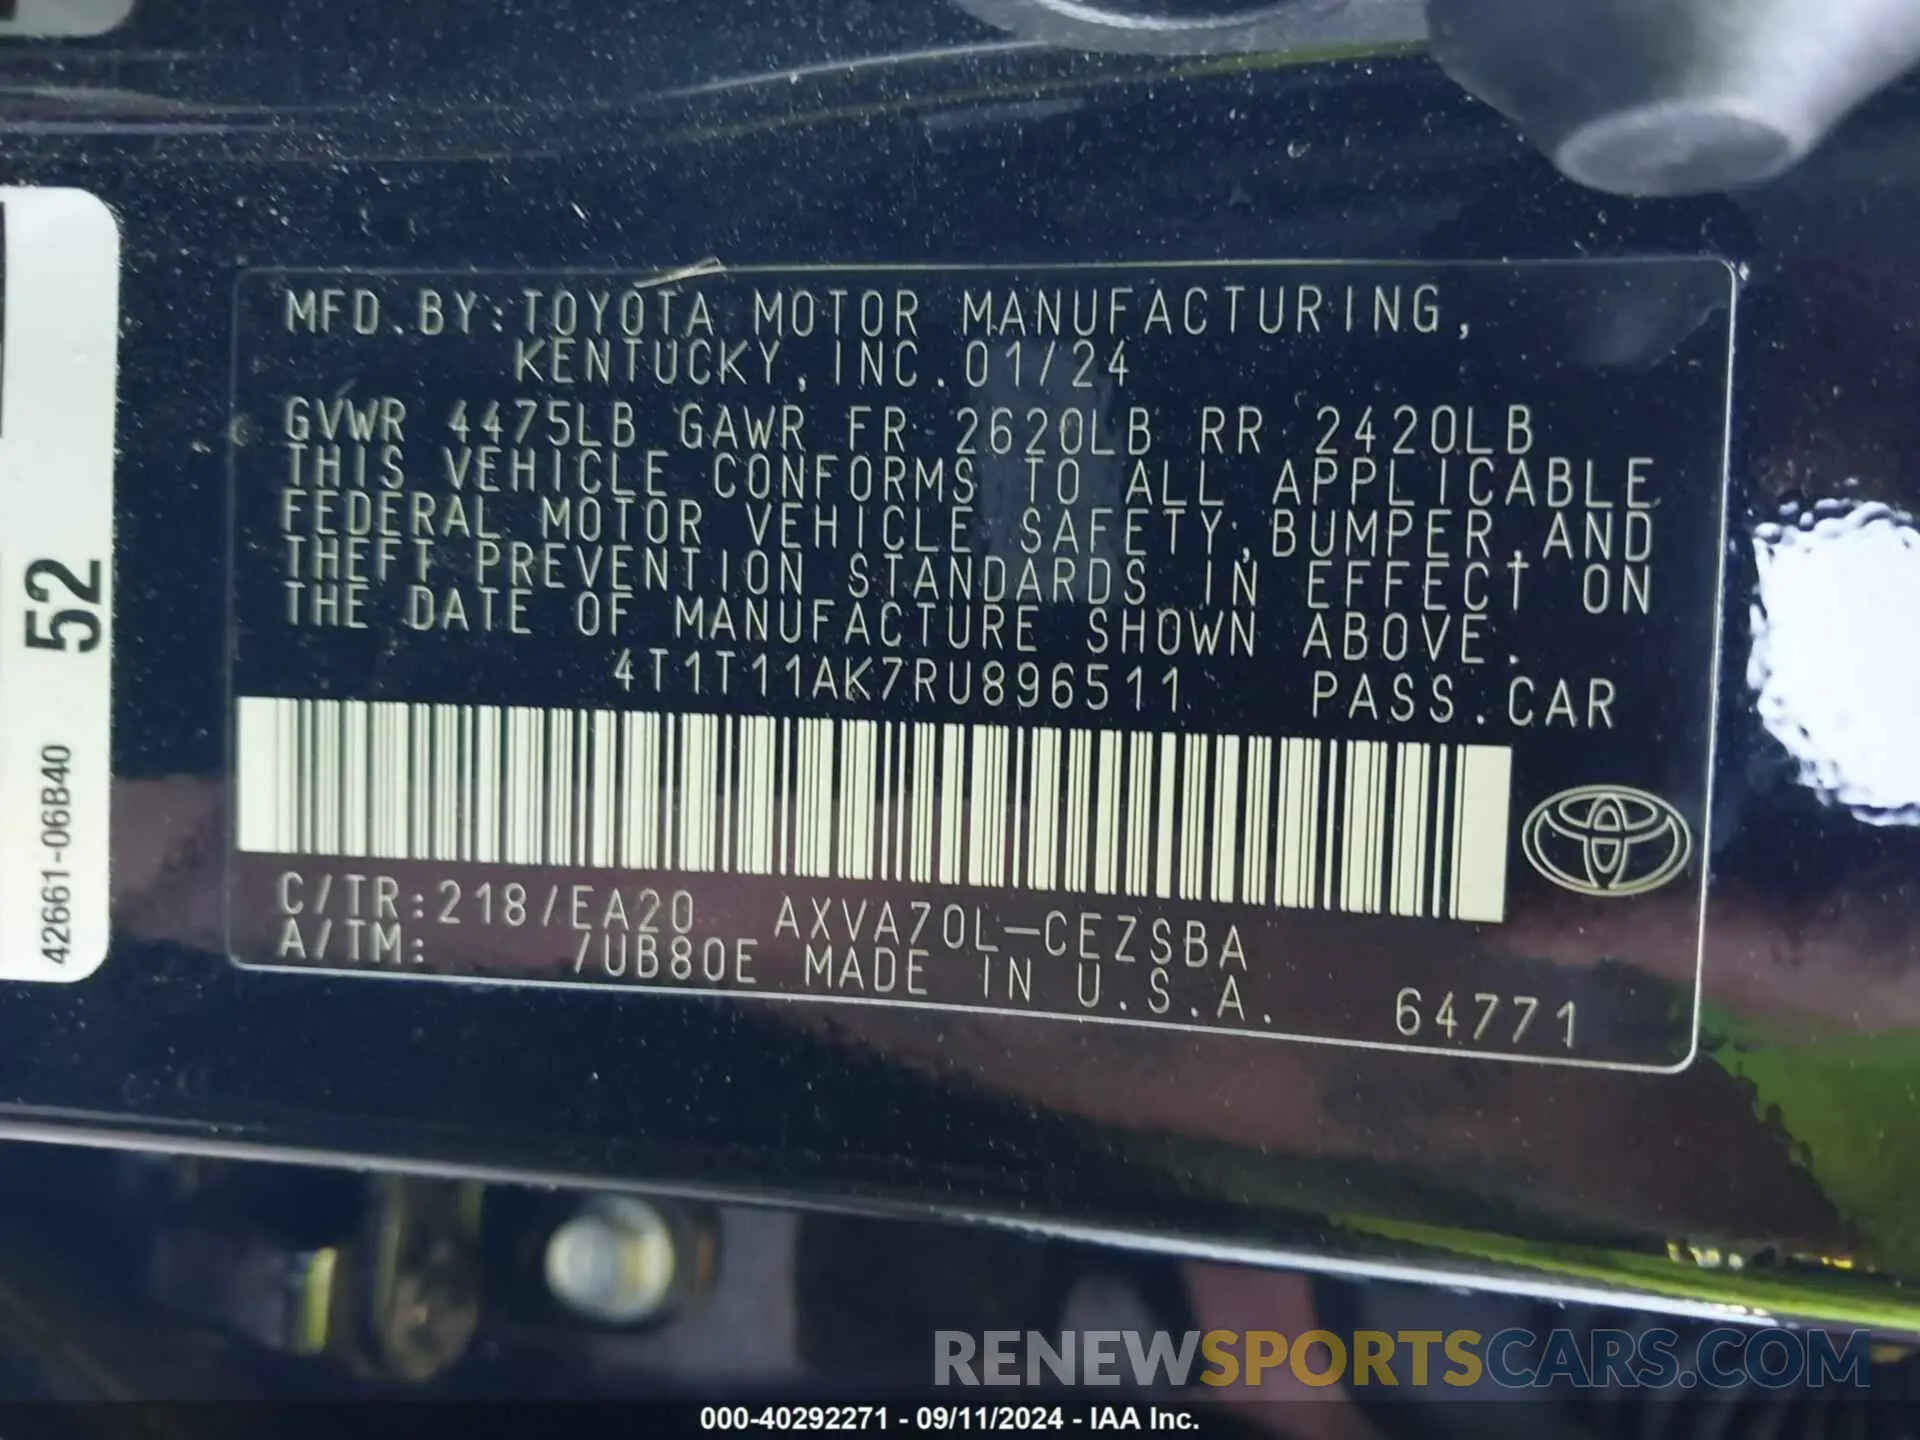 MFD.BY:TOYOTA MOTOR MANUFACTURING,
KENTUCKY,INC.01/24
GVWR 4475LB GAWR FR 2620LB RR 2420LB
THIS VEHICLE CONFORMS TO ALL APPLICABLE
FEDERAL MOTOR VEHICLE SAFETY,BUMPER,AND
THEFT PREVENTION STANDARDS IN EFFECT ON
THE DATE OF MANUFACTURE SHOWN ABOVE.
4T1T11AK7RU896511 PASS.CAR
C/TR:218/EA20 AXVA70L-CEZSBA
A/TM: /UB80E MADE IN U.S.A. 64771
52
42661-06B40
RENEWSPORTSCARS.COM
000-40292271 - 09/11/2024 - IAA Inc.